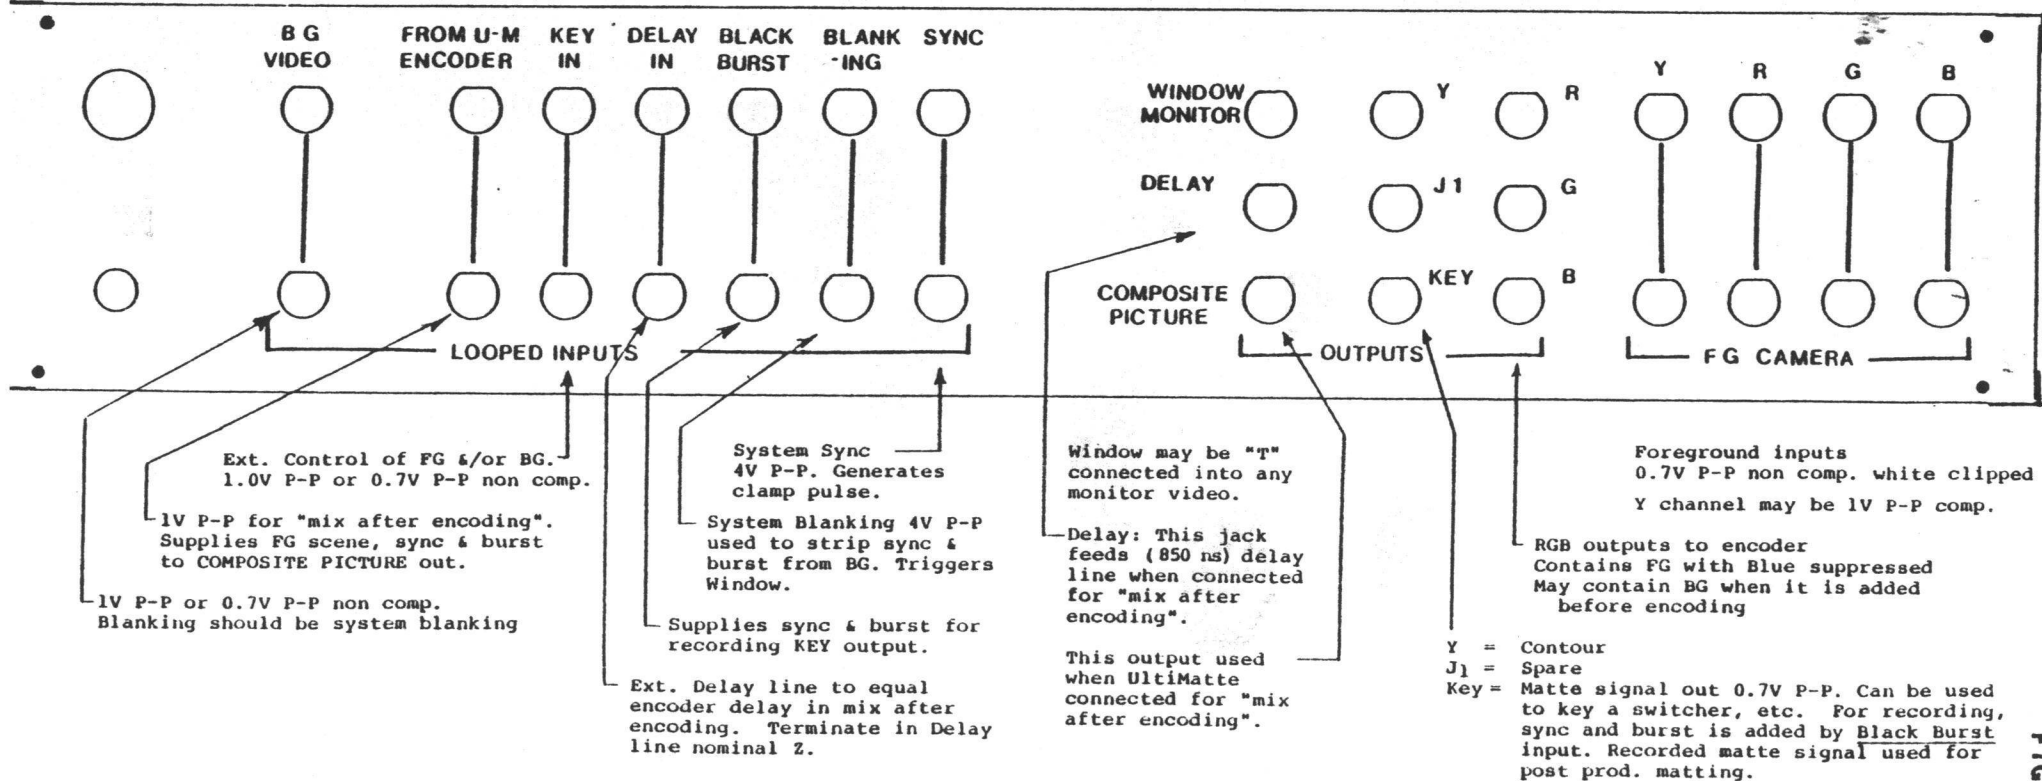 B G
VIDEO
FROM U-M
ENCODER
KEY
IN
DELAY
IN
BLACK
BURST
BLANK
-ING
SYNC
WINDOW
MONITOR
Y
R
DELAY
J1
G
COMPOSITE
PICTURE
KEY
B
Y
R
G
B
LOOPED INPUTS
OUTPUTS
FG CAMERA
Ext. Control of FG &/or BG.
1.0V P-P or 0.7V P-P non comp.
1V P-P for "mix after encoding".
Supplies FG scene, sync & burst
to COMPOSITE PICTURE out.
1V P-P or 0.7V P-P non comp.
Blanking should be system blanking
System Sync
4V P-P. Generates
clamp pulse.
System Blanking 4V P-P
used to strip sync &
burst from BG. Triggers
Window.
Supplies sync & burst for
recording KEY output.
Ext. Delay line to equal
encoder delay in mix after
encoding. Terminate in Delay
line nominal Z.
Window may be "T"
connected into any
monitor video.
Delay: This jack
feeds (850 ns) delay
line when connected
for "mix after
encoding".
This output used
when UltiMatte
connected for "mix
after encoding".
Foreground inputs
0.7V P-P non comp. white clipped
Y channel may be 1V P-P comp.
RGB outputs to encoder
Contains FG with Blue suppressed
May contain BG when it is added
before encoding
Y = Contour
J1 = Spare
Key = Matte signal out 0.7V P-P. Can be used
to key a switcher, etc. For recording,
sync and burst is added by Black Burst
input. Recorded matte signal used for
post prod. matting.